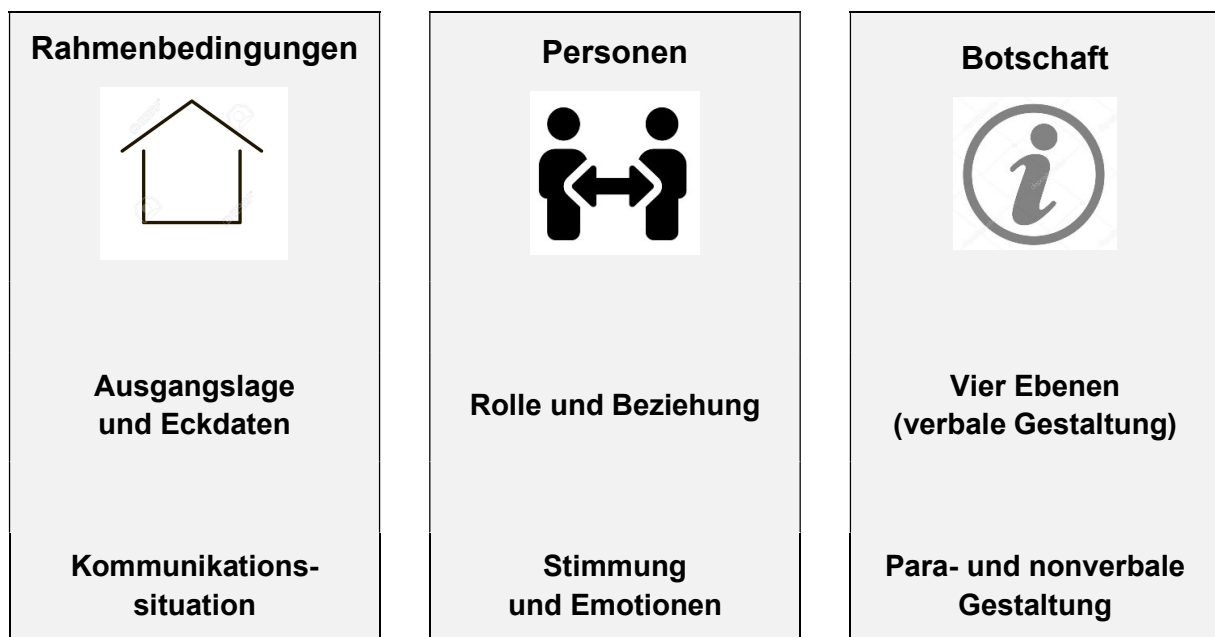 Rahmenbedingungen
Ausgangslage
und Eckdaten
Kommunikations-
situation
Personen
Rolle und Beziehung
Stimmung
und Emotionen
Botschaft
Vier Ebenen
(verbale Gestaltung)
Para- und nonverbale
Gestaltung